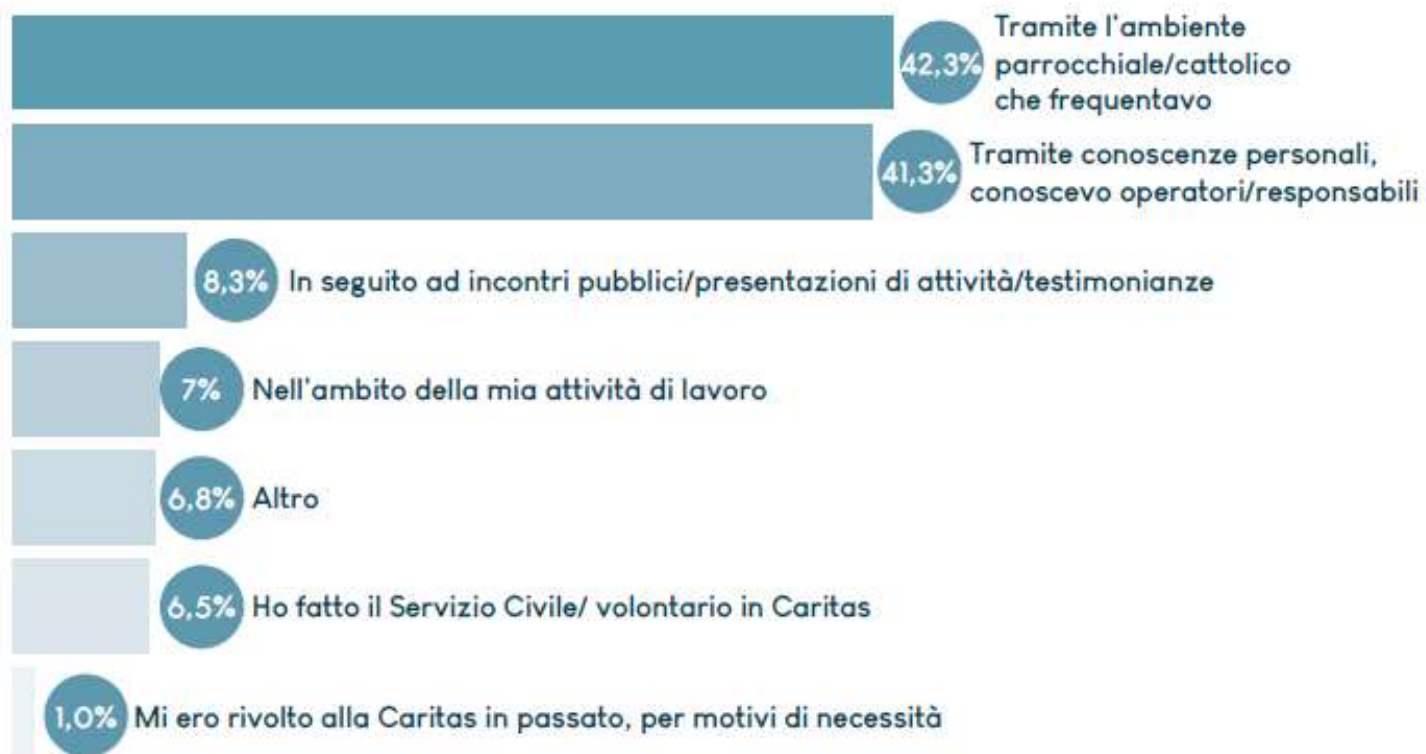 42,3%
Tramite l'ambiente
parrocchiale/cattolico
che frequentavo
41,3%
Tramite conoscenze personali,
conoscevo operatori/responsabili
8,3% In seguito ad incontri pubblici/presentazioni di attività/testimonianze
7% Nell'ambito della mia attività di lavoro
6,8% Altro
6,5% Ho fatto il Servizio Civile/ volontario in Caritas
1,0% Mi ero rivolto alla Caritas in passato, per motivi di necessità